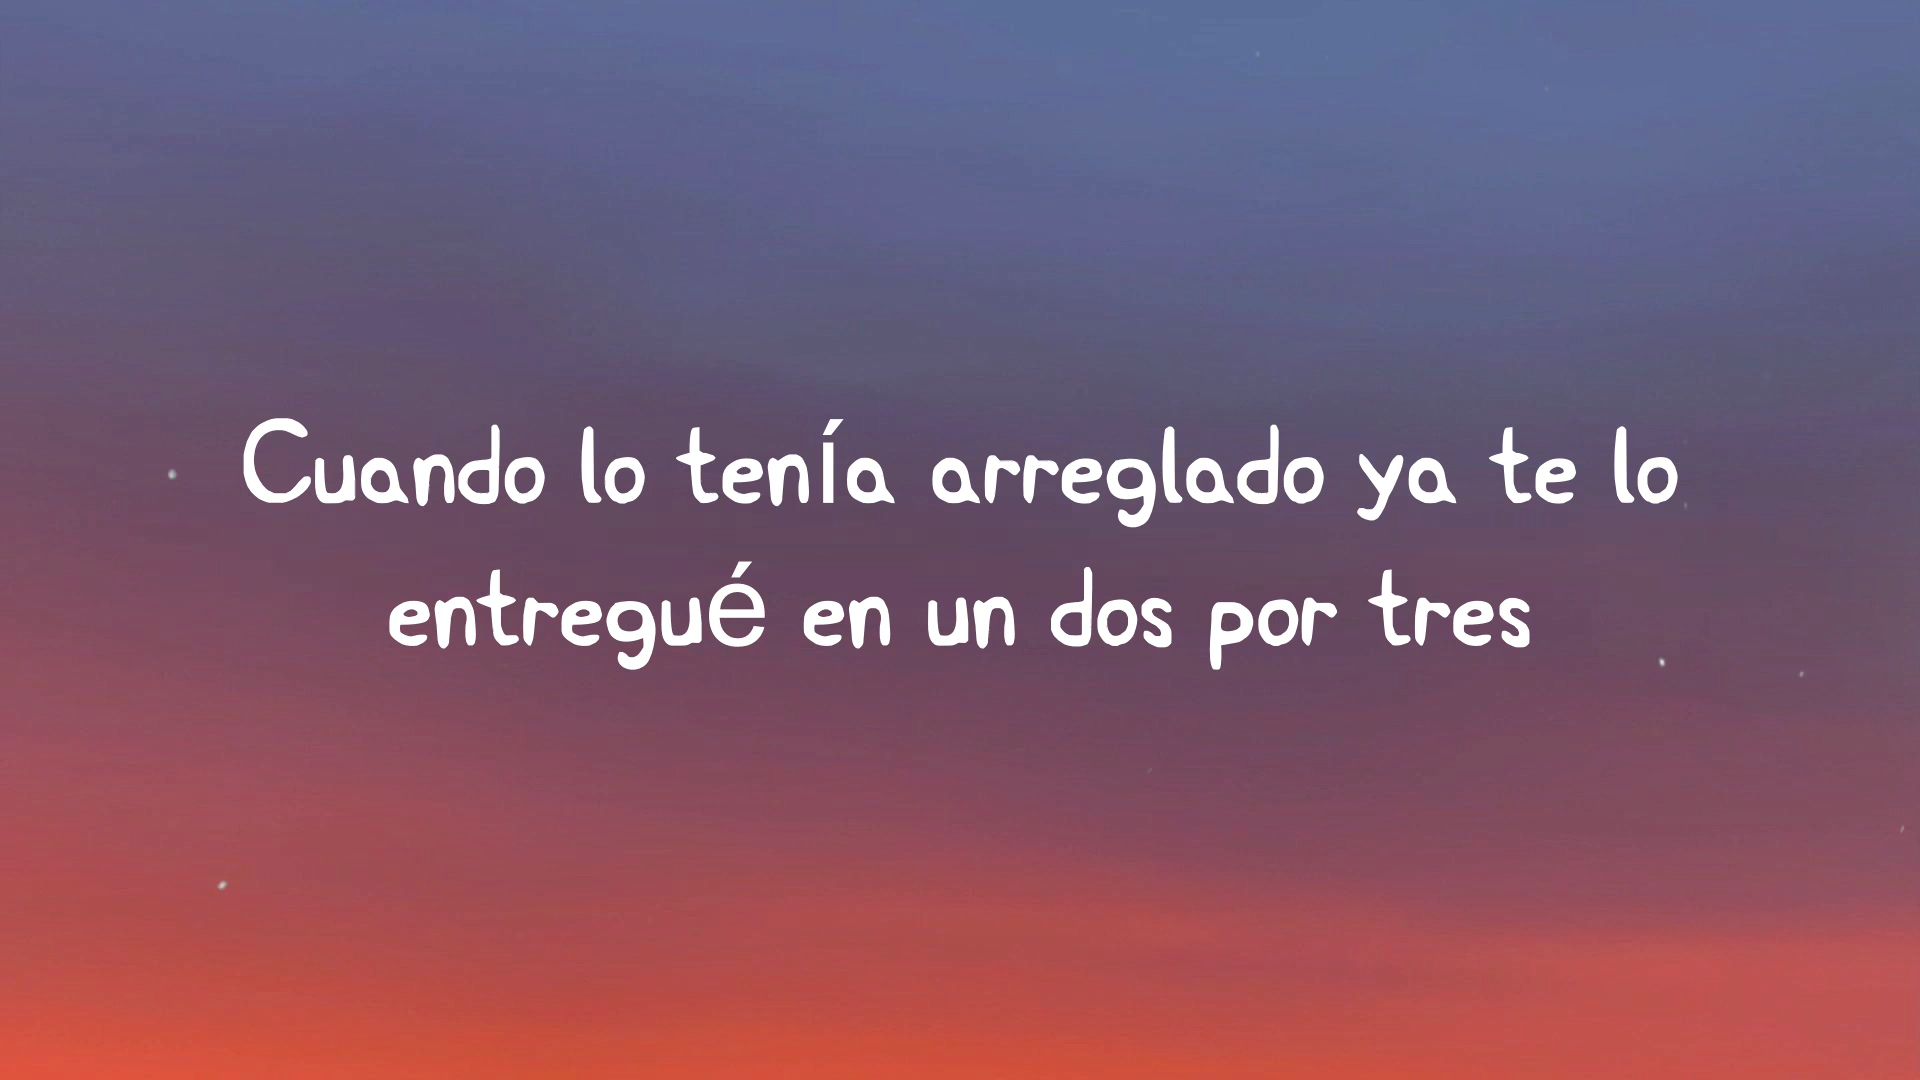 Cuando lo tenía arreglado ya te lo
entregué en un dos por tres